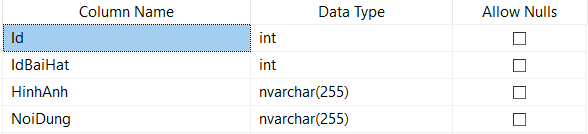 Column Name Data Type Allow Nulls
Id int
IdBaiHat int
HinhAnh nvarchar(255)
NoiDung nvarchar(255)